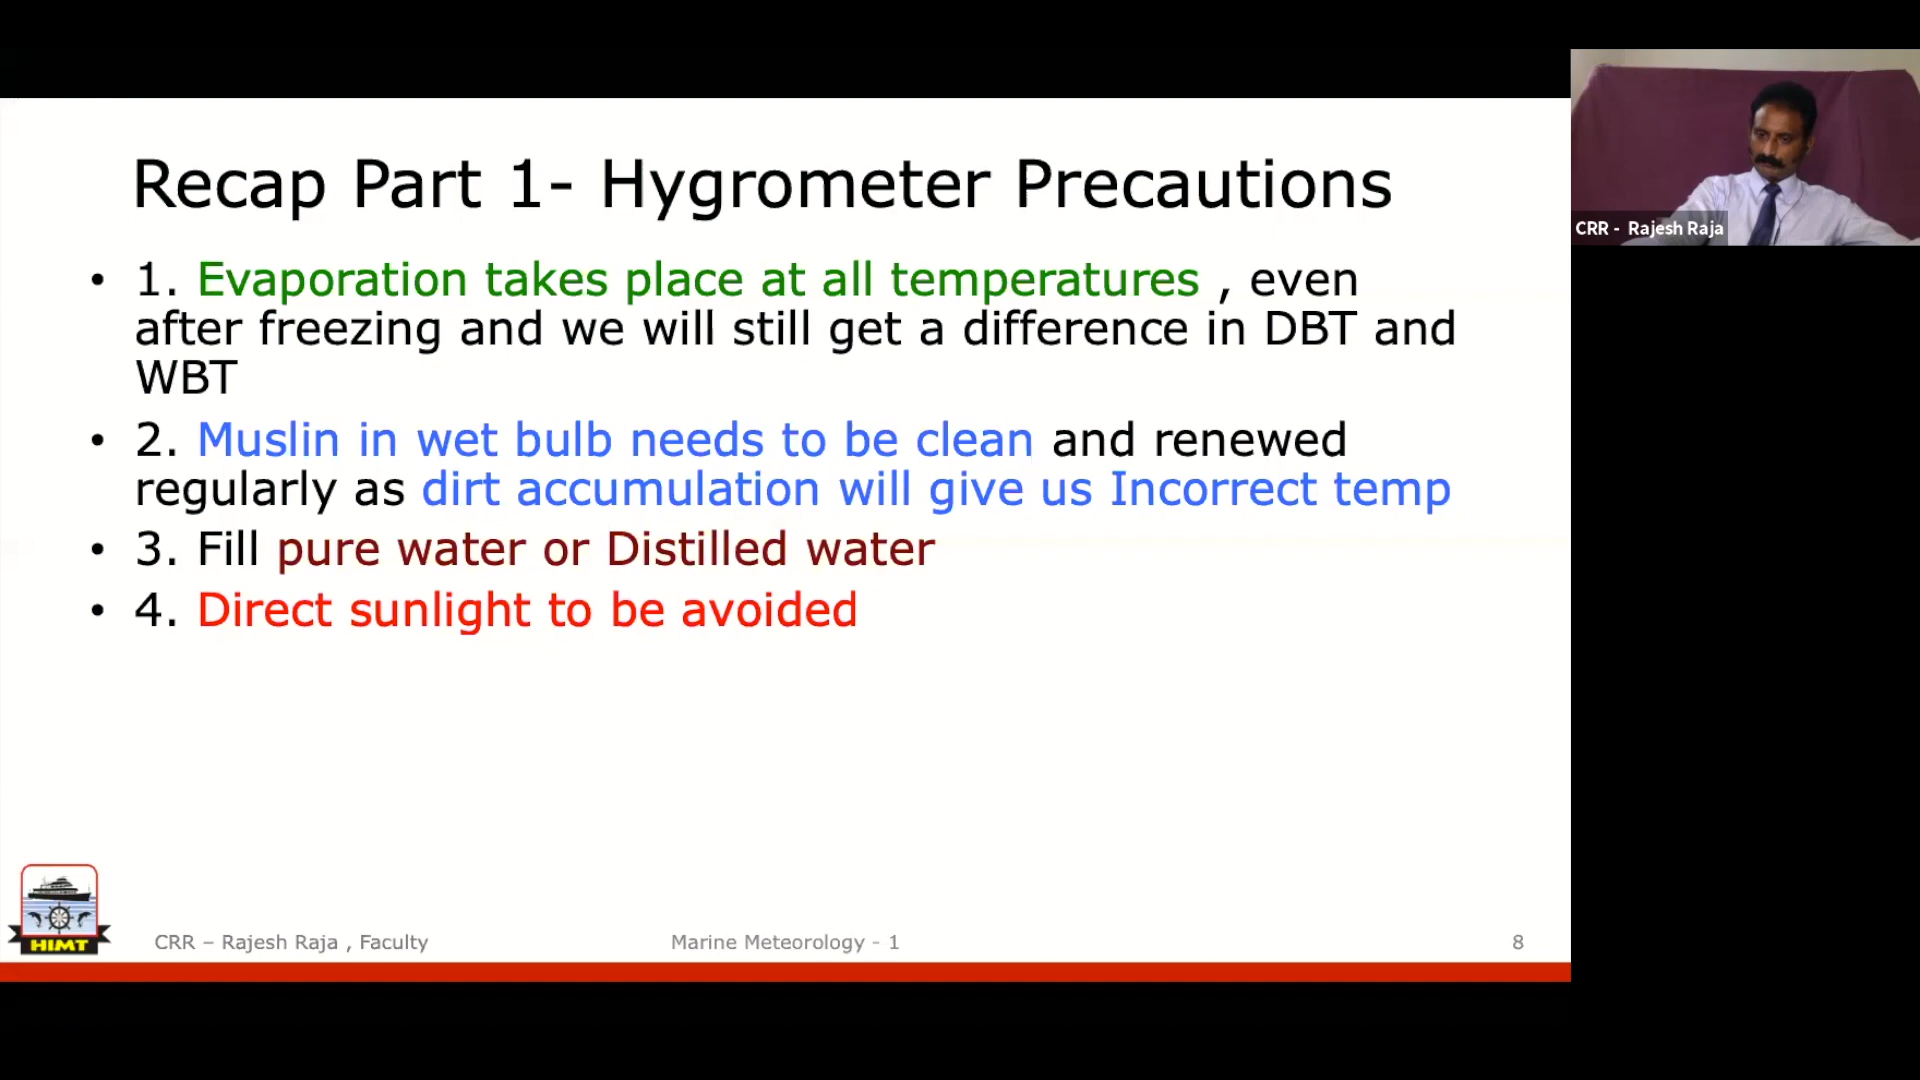 Recap Part 1- Hygrometer Precautions
CRR - Rajesh Raja
• 1. Evaporation takes place at all temperatures , even
after freezing and we will still get a difference in DBT and
WBT
• 2. Muslin in wet bulb needs to be clean and renewed
regularly as dirt accumulation will give us Incorrect temp
• 3. Fill pure water or Distilled water
• 4. Direct sunlight to be avoided
HIMT
CRR – Rajesh Raja , Faculty
Marine Meteorology - 1
8